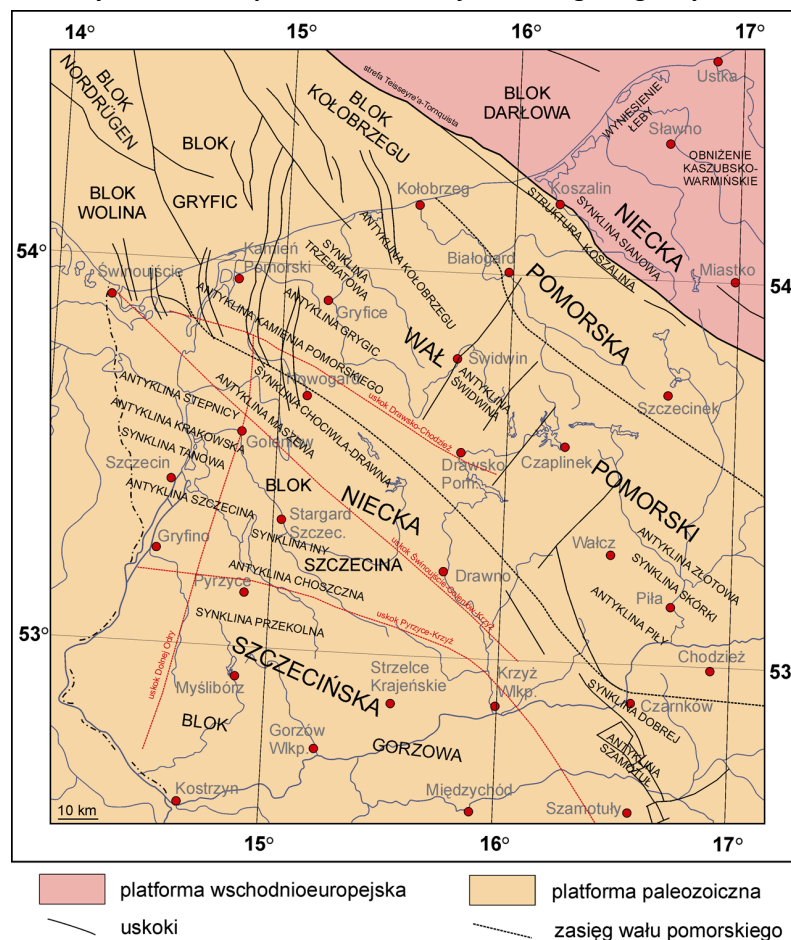 14° 15° 16° 17°
BLOK
NORDRÜGEN
BLOK
GRYFIC
BLOK
WOLINA
BLOK
KOŁOBRZEGU
strefa Teisseyre'a-Tornquista
BLOK
DARŁOWA
Ustka
WYNIESIENIE
ŁEBY
Sławno
OBNIŻENIE
KASZUBSKO-
WARMIŃSKIE
Kołobrzeg
Koszalin
STRUKTURA KOSZALINA
SYNKLINA SIANOWA
NIECKA
POMORSKA
Miastko
54°
54
Świnoujście
Kamień
Pomorski
SYNKLINA
TRZEBIATOWA
ANTYKLINA KOŁOBRZEGU
Białogard
ANTYKLINA KAMIENIA POMORSKIEGO
ANTYKLINA GRYGIC
Gryfice
WAŁ
POMORSKI
Świdwin
ANTYKLINA
ŚWIDWINA
Nowogard
uskok Drawsko-Chodzież
Szczecinek
ANTYKLINA STEPNICY
ANTYKLINA KRAKOWSKA
SYNKLINA TANOWA
ANTYKLINA MASZEWA
SYNKLINA CHOCIWLA-DRAWNA
Goleniów
Szczecin
ANTYKLINA SZCZECINA
Drawsko
Pom.
Czaplinek
BLOK
SZCZECINA
NIECKA
SZCZECIŃSKA
Stargard
Szczec.
SYNKLINA INY
Gryfino
uskok Świnoujście-Goleniów-Krzyż
Drawno
Wałcz
ANTYKLINA ZŁOTOWA
SYNKLINA SKÓRKI
Piła
ANTYKLINA PIŁY
ANTYKLINA CHOSZCZNA
Pyrzyce
uskok Pyrzyce-Krzyż
SYNKLINA PRZEKOLNA
53°
53
uskok Dolnej Odry
Myślibórz
Strzelce
Krajeńskie
Krzyż
Wlkp.
Chodzież
Czarnków
SYNKLINA DOBREJ
ANTYKLINA
SZAMOTUŁ
BLOK
GORZOWA
Gorzów
Wlkp.
Kostrzyn
Międzychód
Szamotuły
10 km
15° 16° 17°
platforma wschodnioeuropejska
platforma paleozoiczna
uskoki
zasięg wału pomorskiego